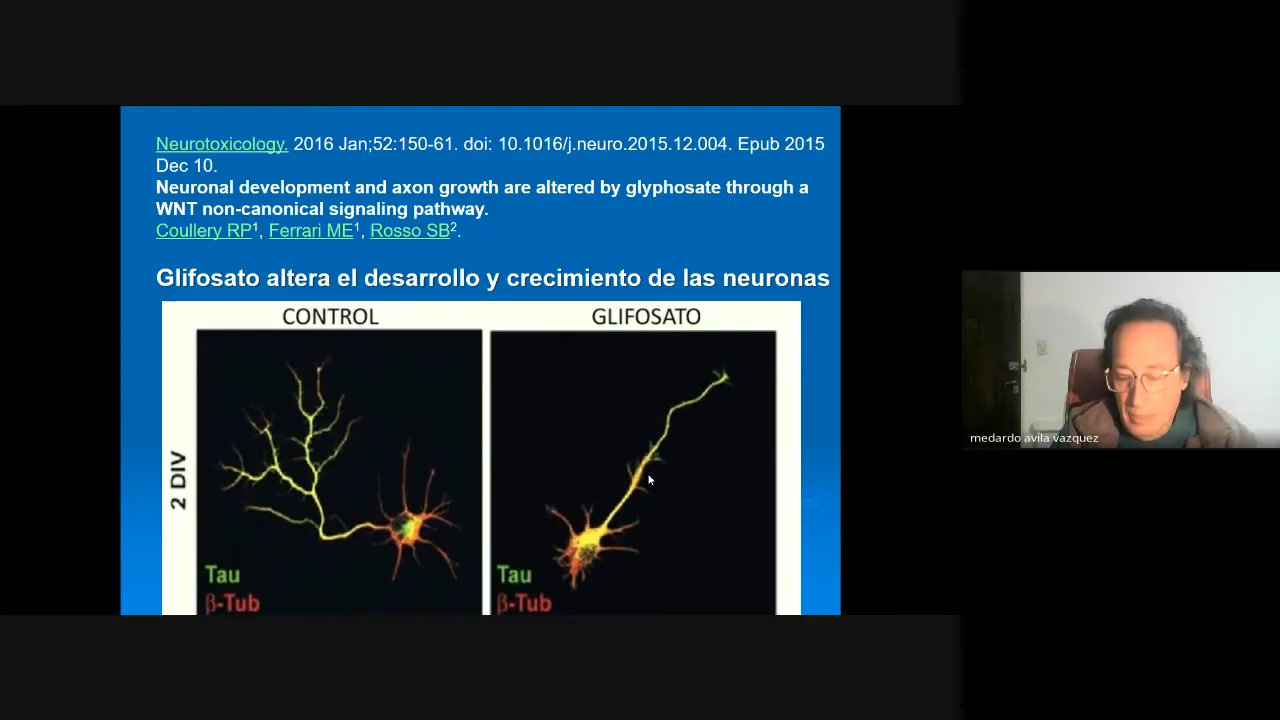 Neurotoxicology. 2016 Jan;52:150-61. doi: 10.1016/j.neuro.2015.12.004. Epub 2015
Dec 10.
Neuronal development and axon growth are altered by glyphosate through a
WNT non-canonical signaling pathway.
Coullery RP1, Ferrari ME1, Rosso SB2.
Glifosato altera el desarrollo y crecimiento de las neuronas
CONTROL
GLIFOSATO
2 DIV
Tau
β-Tub
Tau
β-Tub
medardo avila vazquez